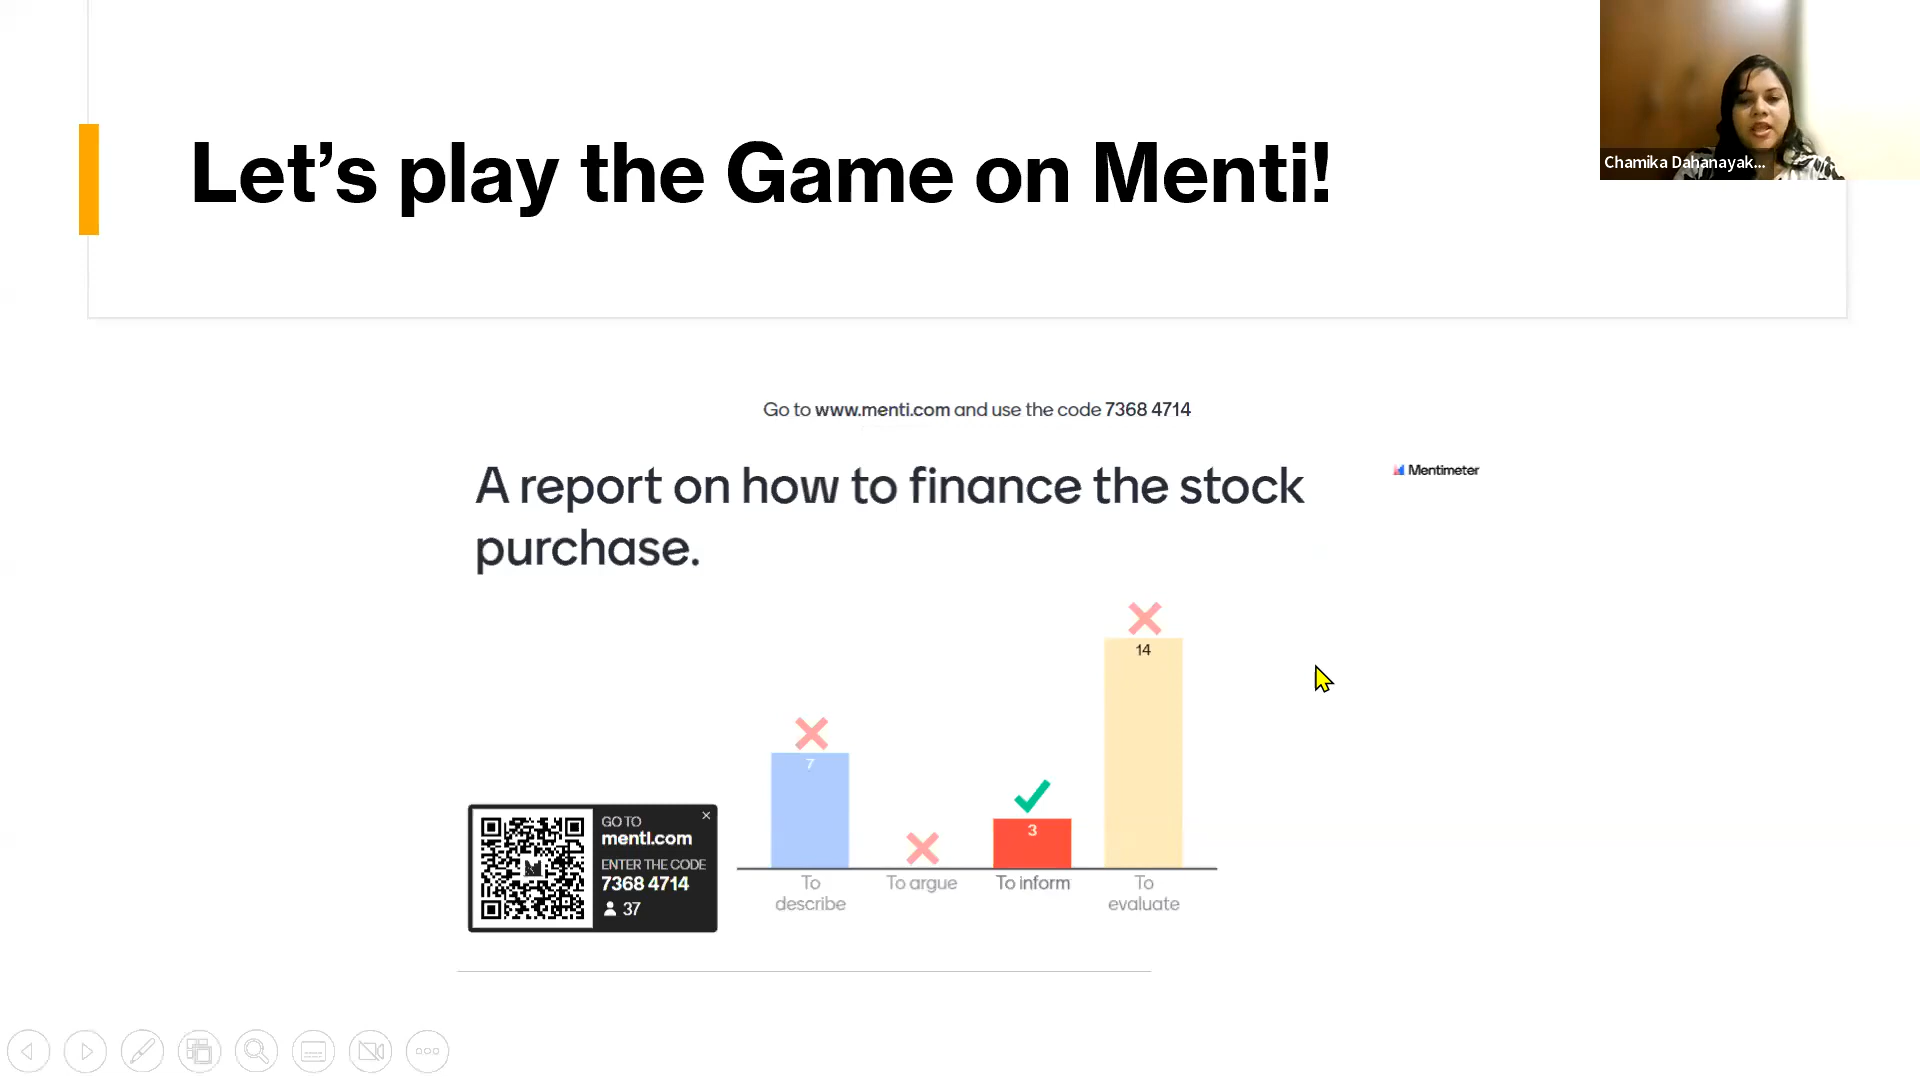 Chamika Dahanayak...
Let’s play the Game on Menti!
Go to www.menti.com and use the code 7368 4714
Mentimeter
A report on how to finance the stock
purchase.
14
7
3
To describe
To argue
To inform
To evaluate
GO TO
menti.com
ENTER THE CODE
7368 4714
37